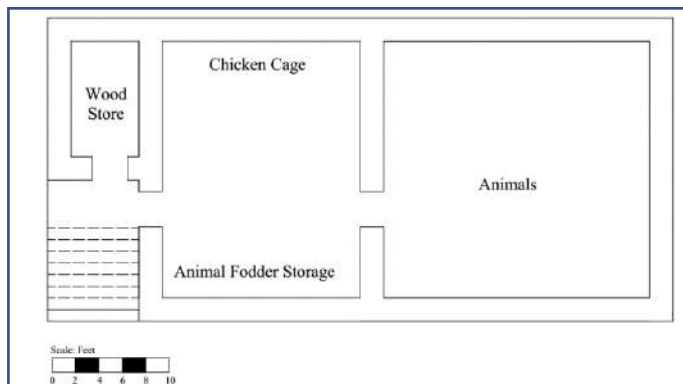 Chicken Cage
Wood
Store
Animals
Animal Fodder Storage
Scale: Feet
0 2 4 6 8 10